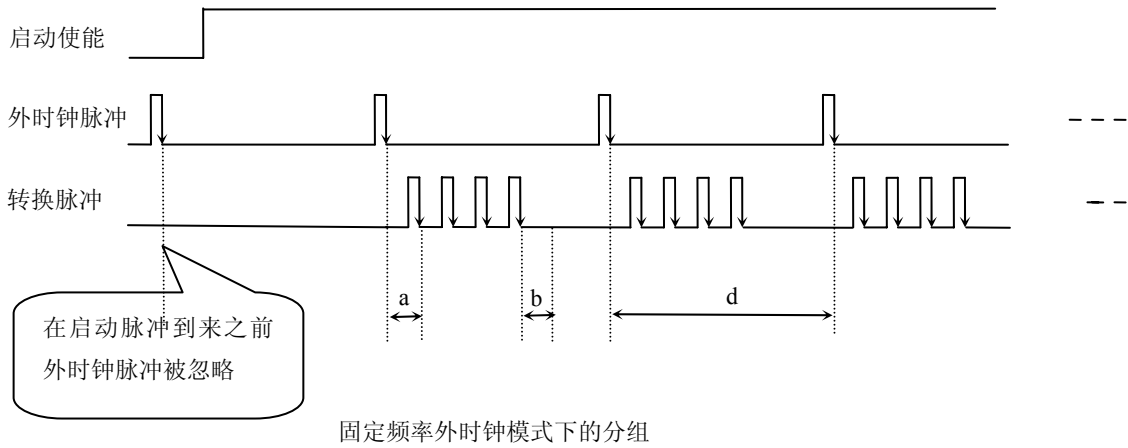 启动使能
外时钟脉冲
转换脉冲
a
b
d
在启动脉冲到来之前
外时钟脉冲被忽略
固定频率外时钟模式下的分组